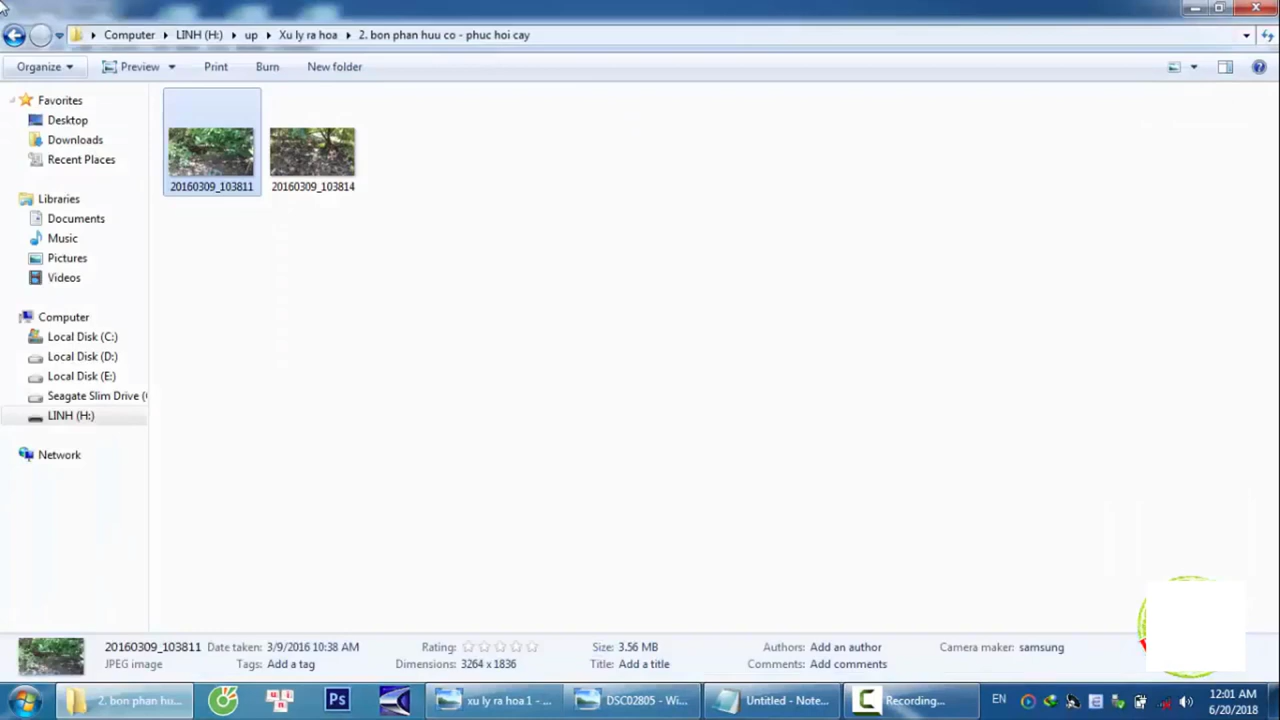 Computer LINH (H:) up Xu ly ra hoa 2. bon phan huu co - phuc hoi cay
Organize Preview Print Burn New folder
Favorites
Desktop
Downloads
Recent Places
Libraries
Documents
Music
Pictures
Videos
Computer
Local Disk (C:)
Local Disk (D:)
Local Disk (E:)
Seagate Slim Drive (
LINH (H:)
Network
20160309_103811 20160309_103814
20160309_103811 Date taken: 3/9/2016 10:38 AM Rating: Size: 3.56 MB Authors: Add an author Camera maker: samsung
JPEG image Tags: Add a tag Dimensions: 3264 x 1836 Title: Add a title Comments: Add comments
2. bon phan hu... Ps xu ly ra hoa 1 - ... DSC02805 - Wi... Untitled - Note... Recording... EN 12:01 AM
6/20/2018